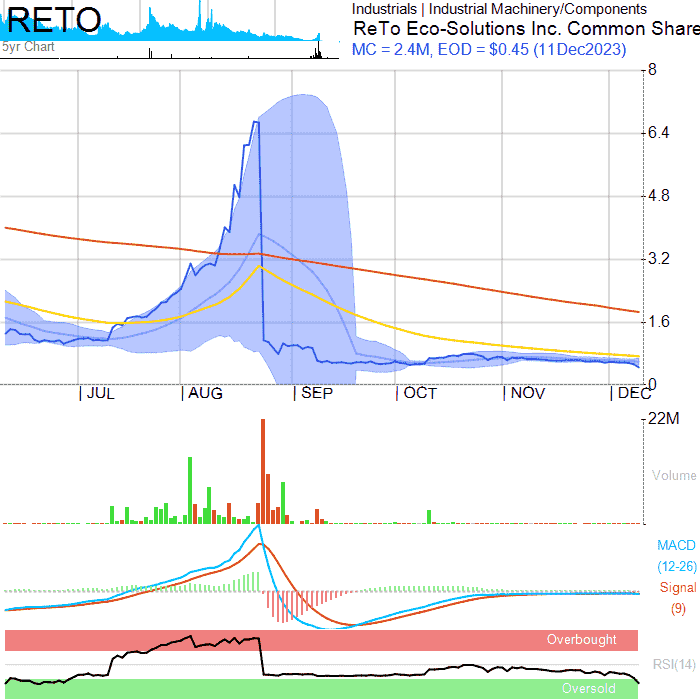 RETO
5yr Chart
Industrials | Industrial Machinery/Components
ReTo Eco-Solutions Inc. Common Share
MC = 2.4M, EOD = $0.45 (11Dec2023)
8
6.4
4.8
3.2
1.6
0
JUL AUG SEP OCT NOV DEC
22M
Volume
MACD
(12-26)
Signal
(9)
Overbought
RSI(14)
Oversold